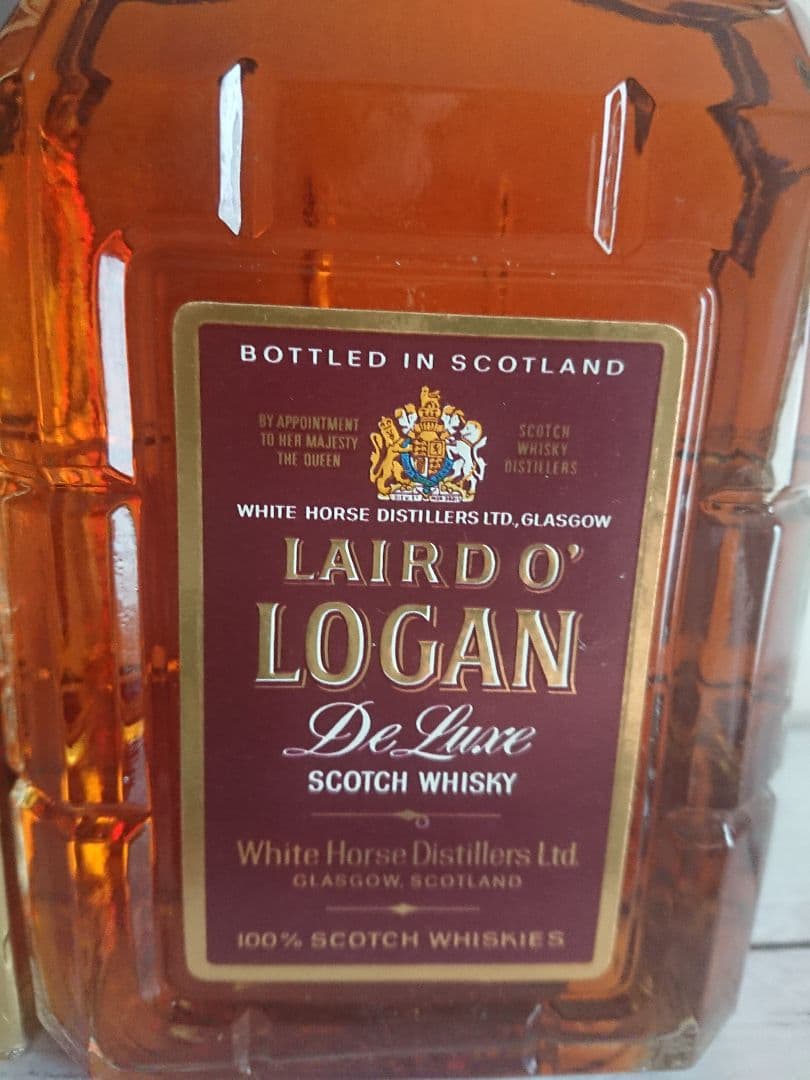 BOTTLED IN SCOTLAND
BY APPOINTMENT
TO HER MAJESTY
THE QUEEN
SCOTCH
WHISKY
DISTILLERS
WHITE HORSE DISTILLERS LTD., GLASGOW
LAIRD O'
LOGAN
De Luxe
SCOTCH WHISKY
White Horse Distillers Ltd.
GLASGOW, SCOTLAND
100% SCOTCH WHISKIES